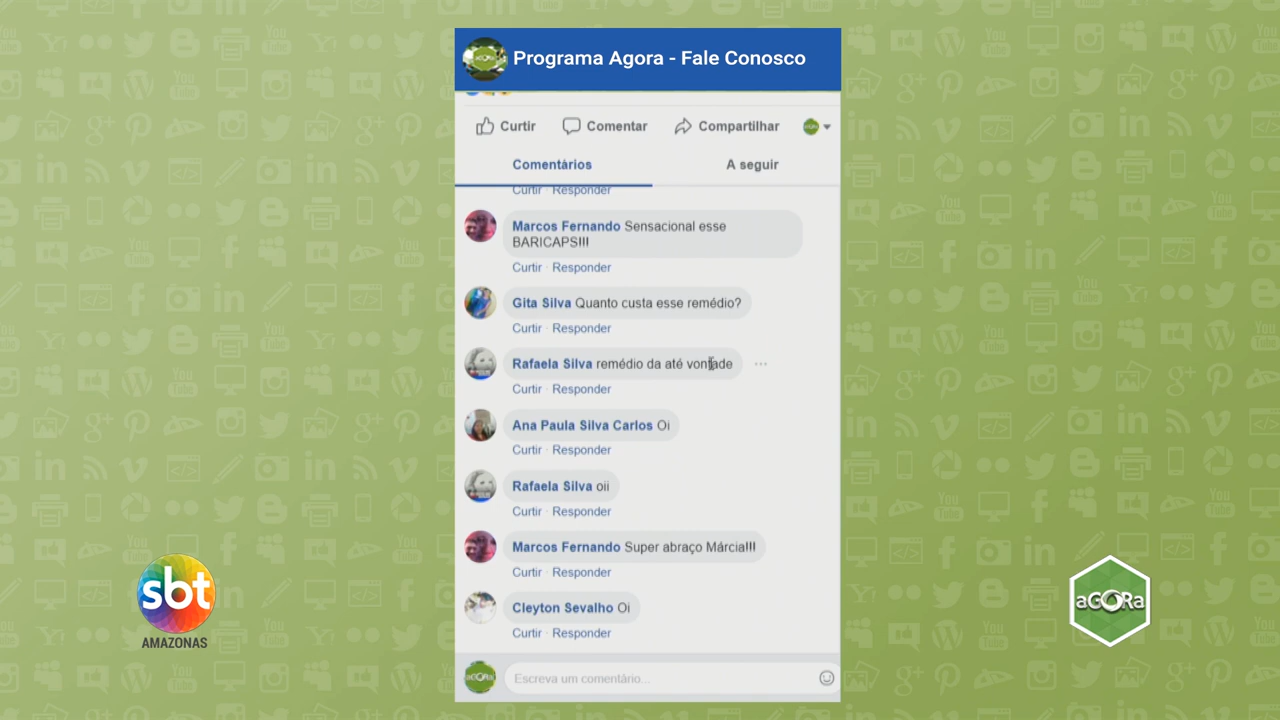 Programa Agora - Fale Conosco
Curtir Comentar Compartilhar
Comentários A seguir
Curtir · Responder
Marcos Fernando Sensacional esse
BARICAPS!!!
Curtir · Responder
Gita Silva Quanto custa esse remédio?
Curtir · Responder
Rafaela Silva remédio da até vontade
Curtir · Responder
Ana Paula Silva Carlos Oi
Curtir · Responder
Rafaela Silva oii
Curtir · Responder
Marcos Fernando Super abraço Márcia!!!
Curtir · Responder
Cleyton Sevalho Oi
Curtir · Responder
Escreva um comentário...
sbt
AMAZONAS
aGORa